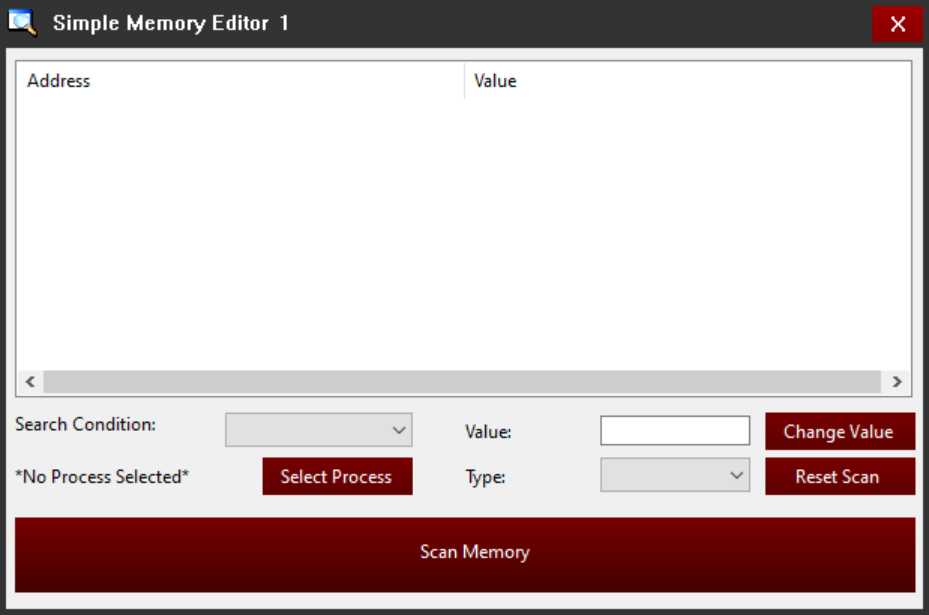 Simple Memory Editor 1
Address Value
Search Condition:
Value:
Change Value
*No Process Selected*
Select Process
Type:
Reset Scan
Scan Memory